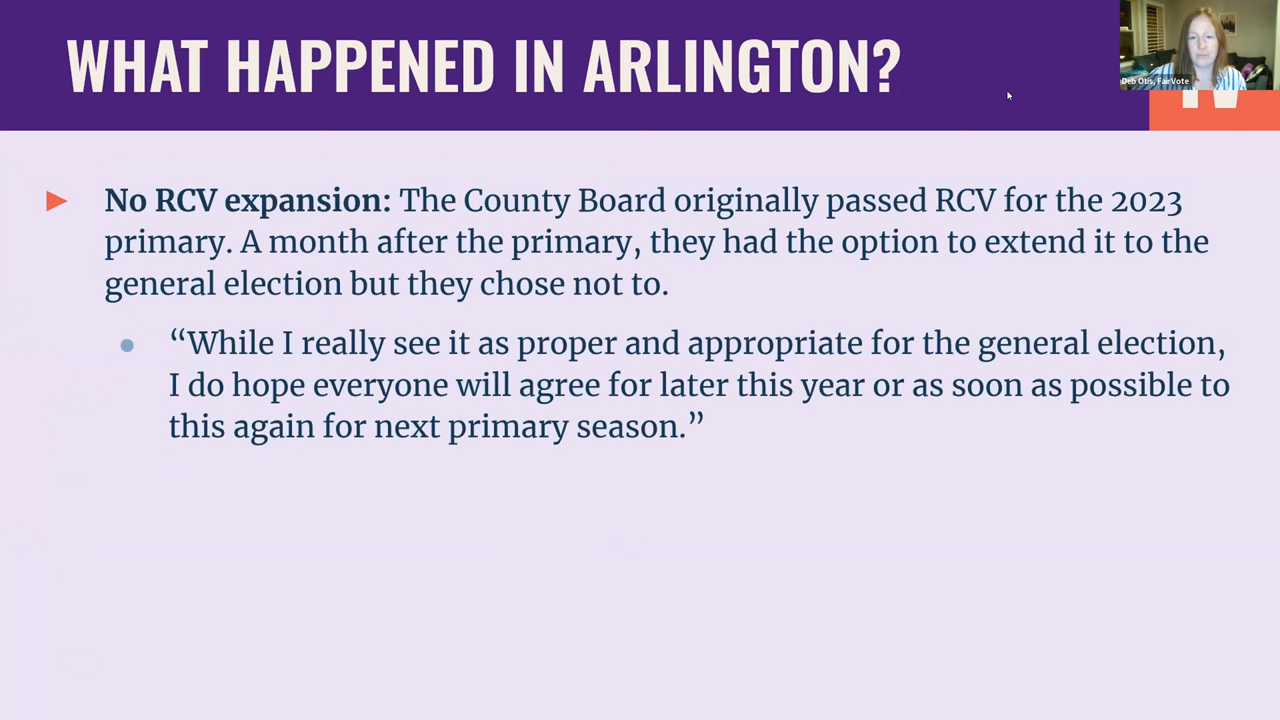 WHAT HAPPENED IN ARLINGTON?
Deb Otis, FairVote
No RCV expansion: The County Board originally passed RCV for the 2023
primary. A month after the primary, they had the option to extend it to the
general election but they chose not to.
“While I really see it as proper and appropriate for the general election,
I do hope everyone will agree for later this year or as soon as possible to
this again for next primary season.”